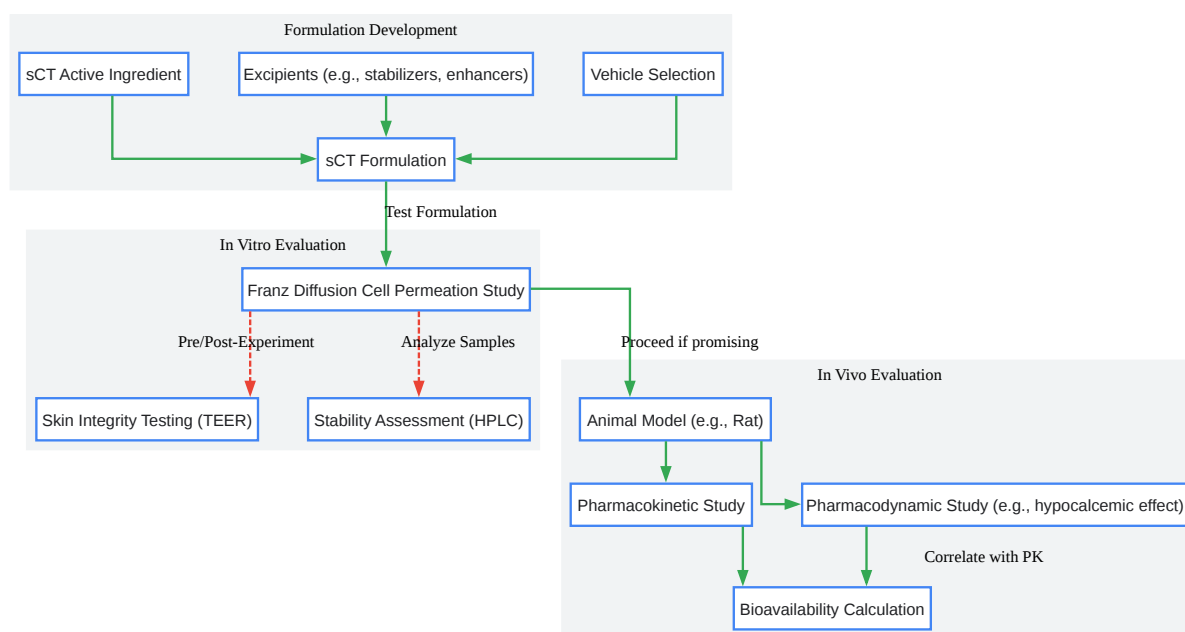 Formulation Development
sCT Active Ingredient
Excipients (e.g., stabilizers, enhancers)
Vehicle Selection
sCT Formulation
Test Formulation
In Vitro Evaluation
Franz Diffusion Cell Permeation Study
Pre/Post-Experiment
Analyze Samples
Proceed if promising
In Vivo Evaluation
Skin Integrity Testing (TEER)
Stability Assessment (HPLC)
Animal Model (e.g., Rat)
Pharmacokinetic Study
Pharmacodynamic Study (e.g., hypocalcemic effect)
Correlate with PK
Bioavailability Calculation